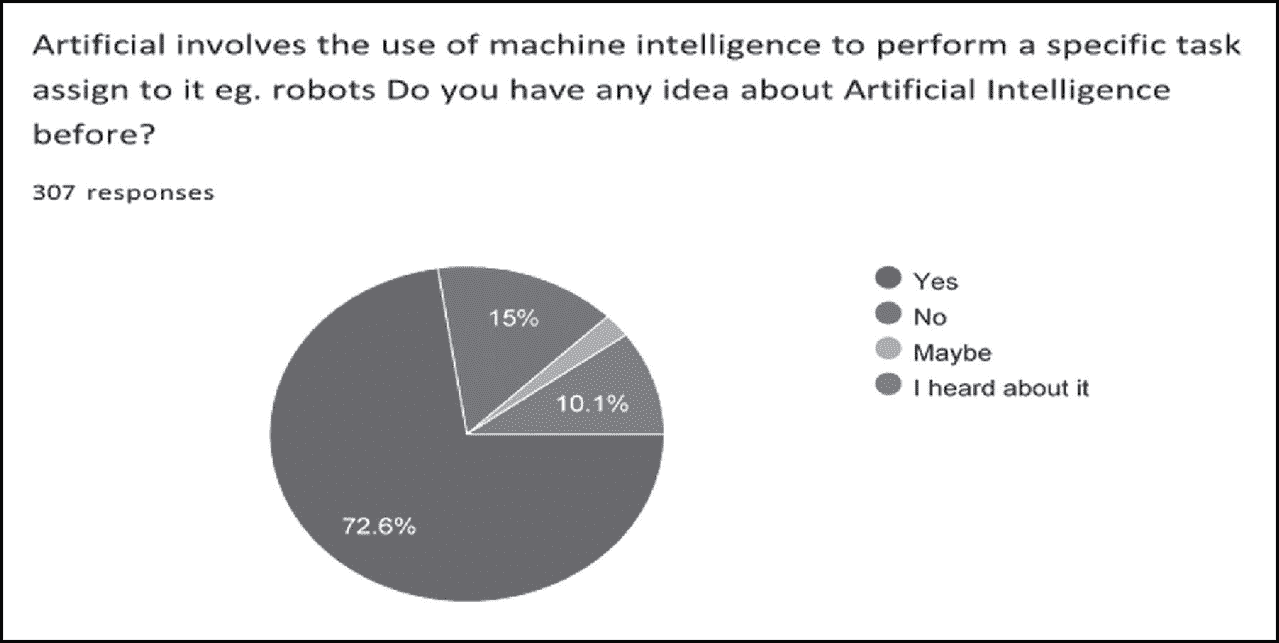 Artificial involves the use of machine intelligence to perform a specific task
assign to it eg. robots Do you have any idea about Artificial Intelligence
before?
307 responses
Yes
No
Maybe
I heard about it
15%
10.1%
72.6%